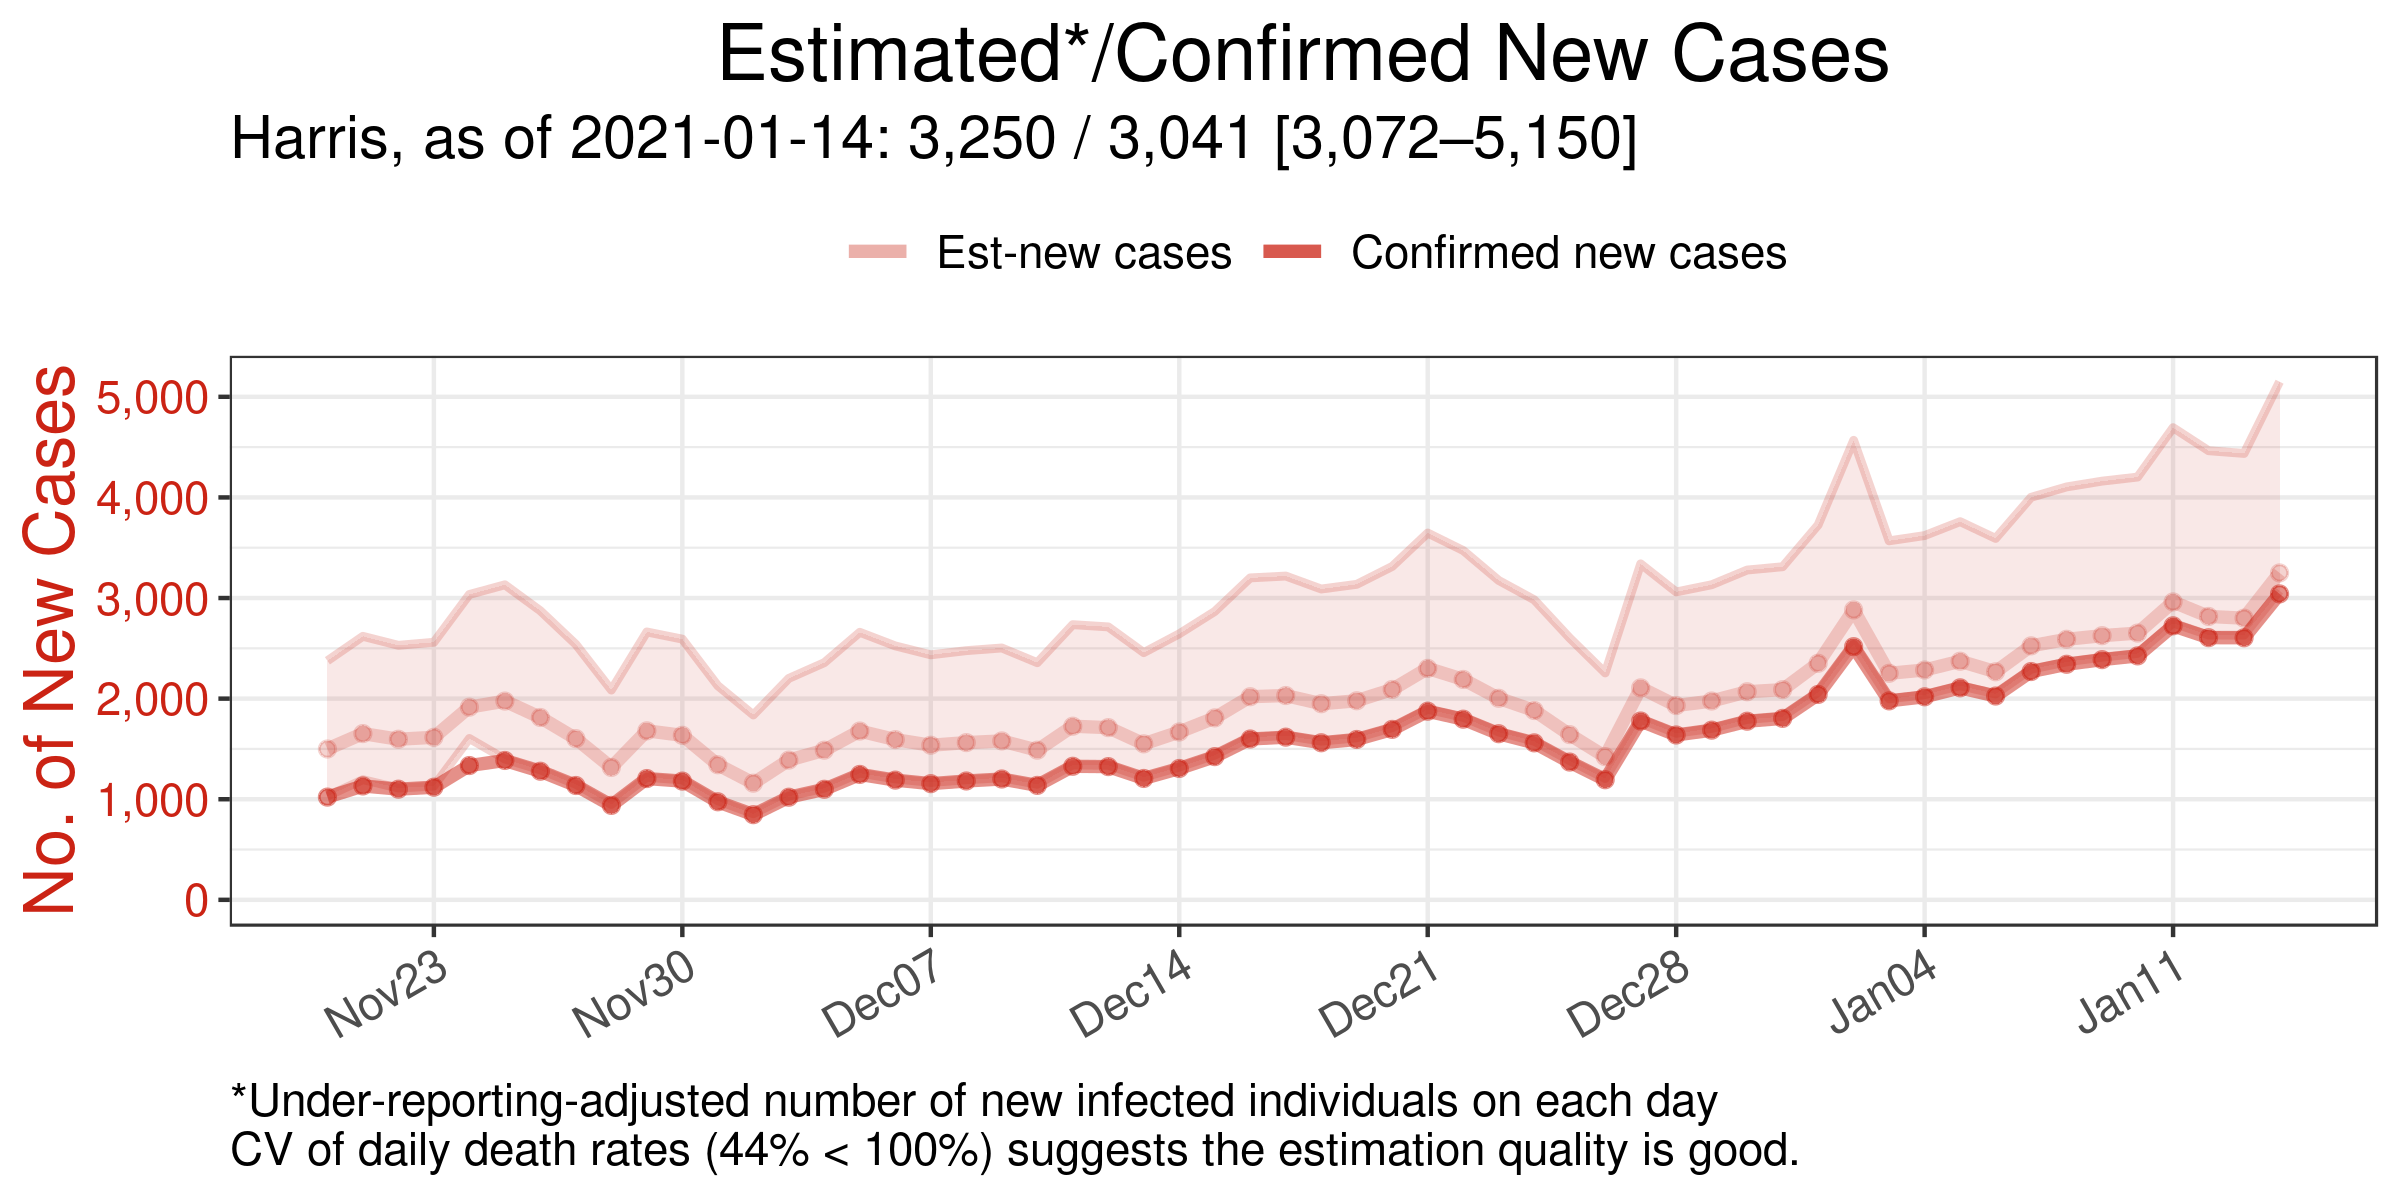 Estimated*/Confirmed New Cases
Harris, as of 2021-01-14: 3,250 / 3,041 [3,072–5,150]
Est-new cases
Confirmed new cases
No. of New Cases
5,000
4,000
3,000
2,000
1,000
0
Nov23
Nov30
Dec07
Dec14
Dec21
Dec28
Jan04
Jan11
*Under-reporting-adjusted number of new infected individuals on each day
CV of daily death rates (44% < 100%) suggests the estimation quality is good.